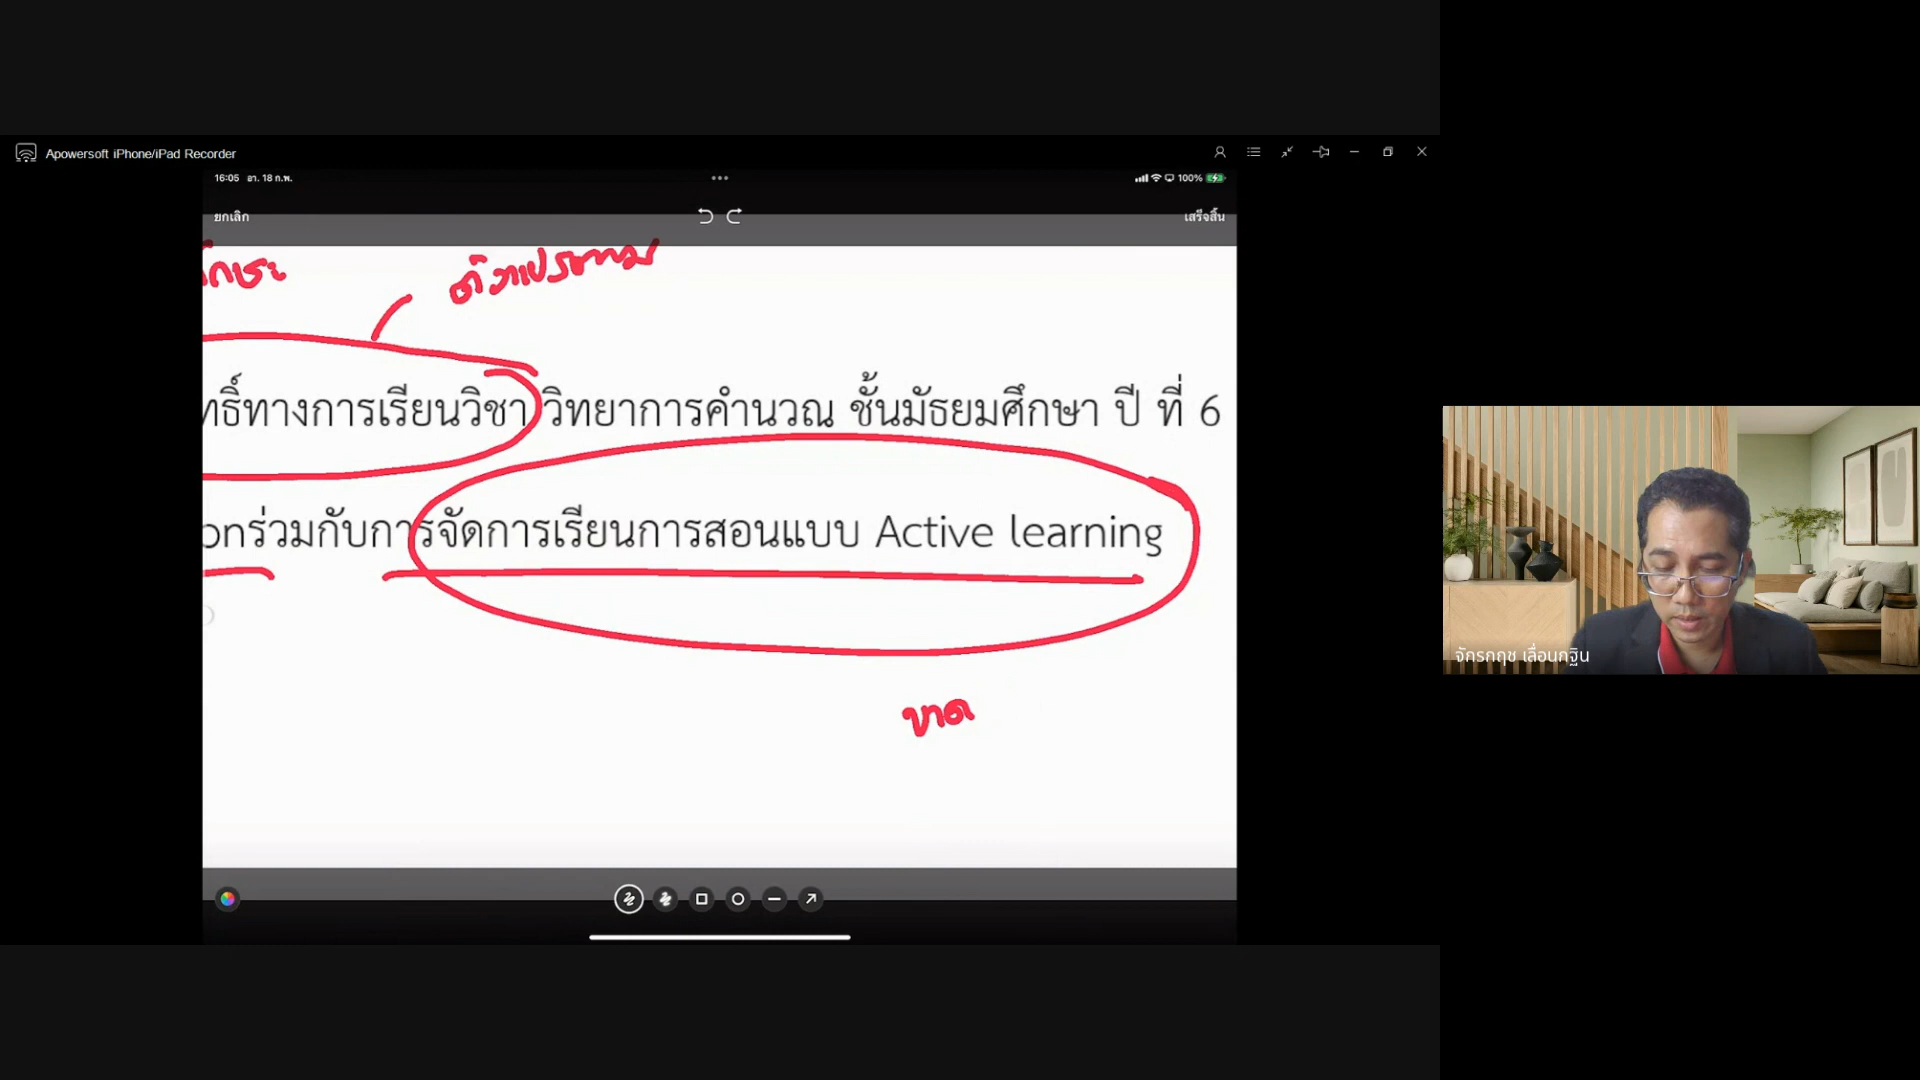 Apowersoft iPhone/iPad Recorder
16:05 อา. 18 ก.พ.
100%
ยกเลิก
เสร็จสิ้น
ตัวแปรตาม
ทธิ์ทางการเรียนวิชา วิทยาการคำนวณ ชั้นมัธยมศึกษา ปี ที่ 6
onร่วมกับการจัดการเรียนการสอนแบบ Active learning
ขาด
จักรกฤช เลื่อนกฐิน